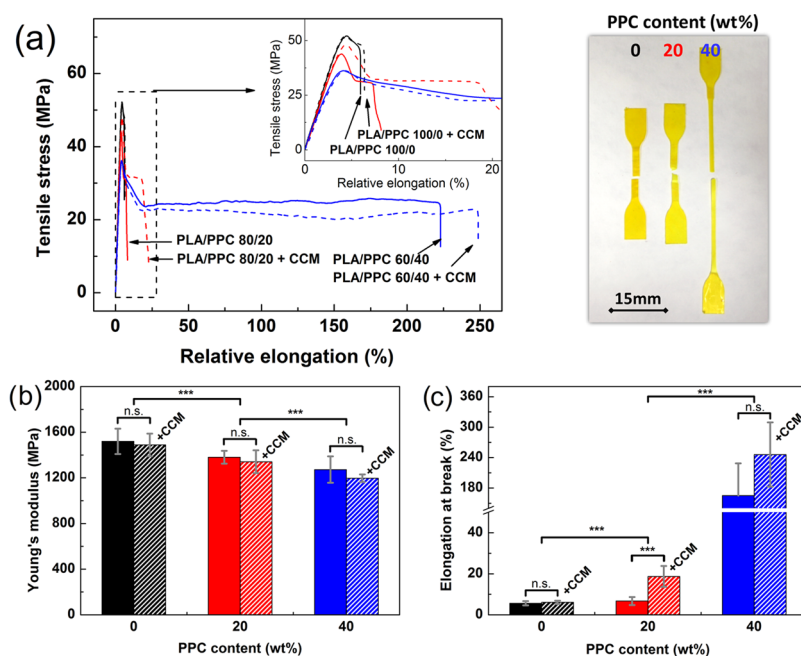 (a)
Tensile stress (MPa)
60
40
20
0
0 50 100 150 200 250
Relative elongation (%)
PLA/PPC 80/20
PLA/PPC 80/20 + CCM
PLA/PPC 60/40
PLA/PPC 60/40 + CCM
Tensile stress (MPa)
50
25
0
0 10 20
Relative elongation (%)
PLA/PPC 100/0 + CCM
PLA/PPC 100/0
PPC content (wt%)
0 20 40
15mm
(b)
Young's modulus (MPa)
2000
1600
1200
800
400
0
*** ***
n.s. n.s. n.s.
+CCM +CCM +CCM
0 20 40
PPC content (wt%)
(c)
Elongation at break (%)
360
300
240
180
40
20
0
*** ***
n.s. *** n.s.
+CCM +CCM +CCM
0 20 40
PPC content (wt%)